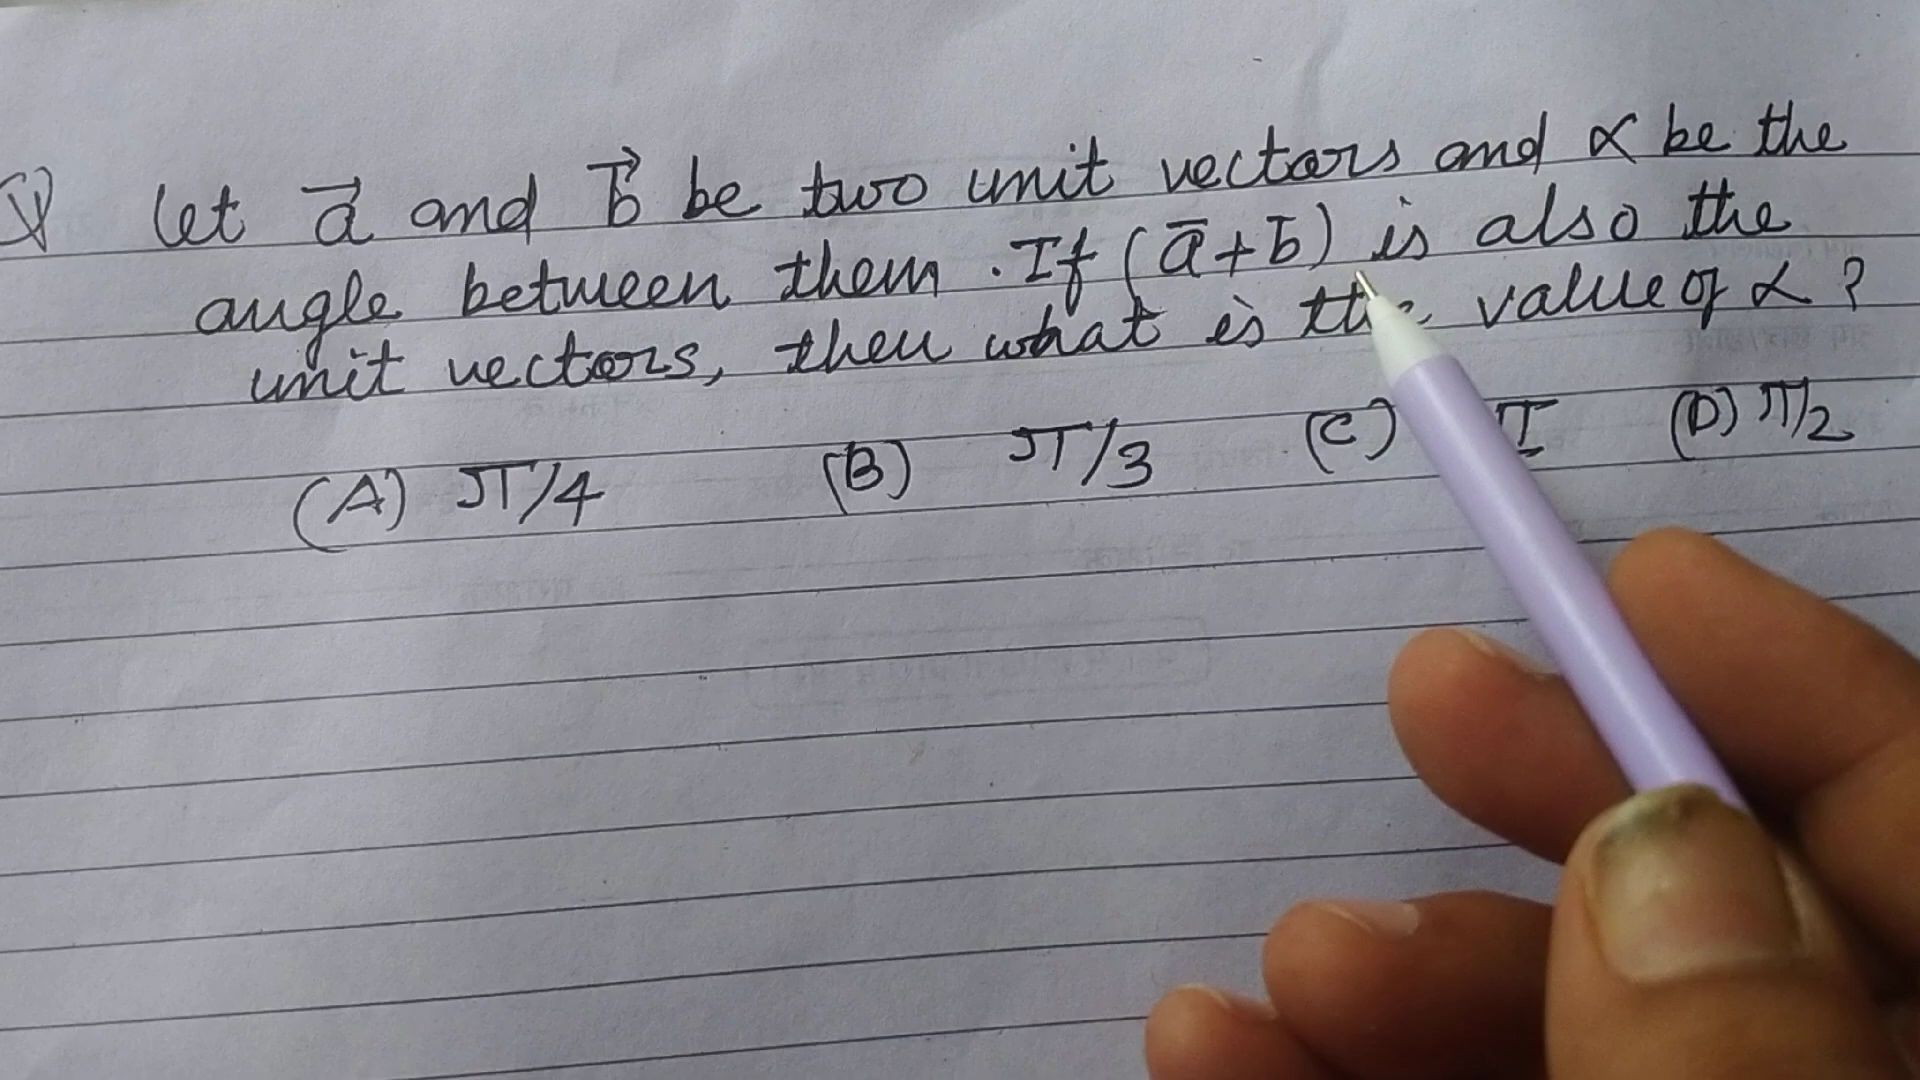 Q Let a⃗ and b⃗ be two unit vectors and α be the
angle between them. If (a̅+b̅) is also the
unit vectors, then what is the value of α?
(A) π/4 (B) π/3 (C) π (D) π/2